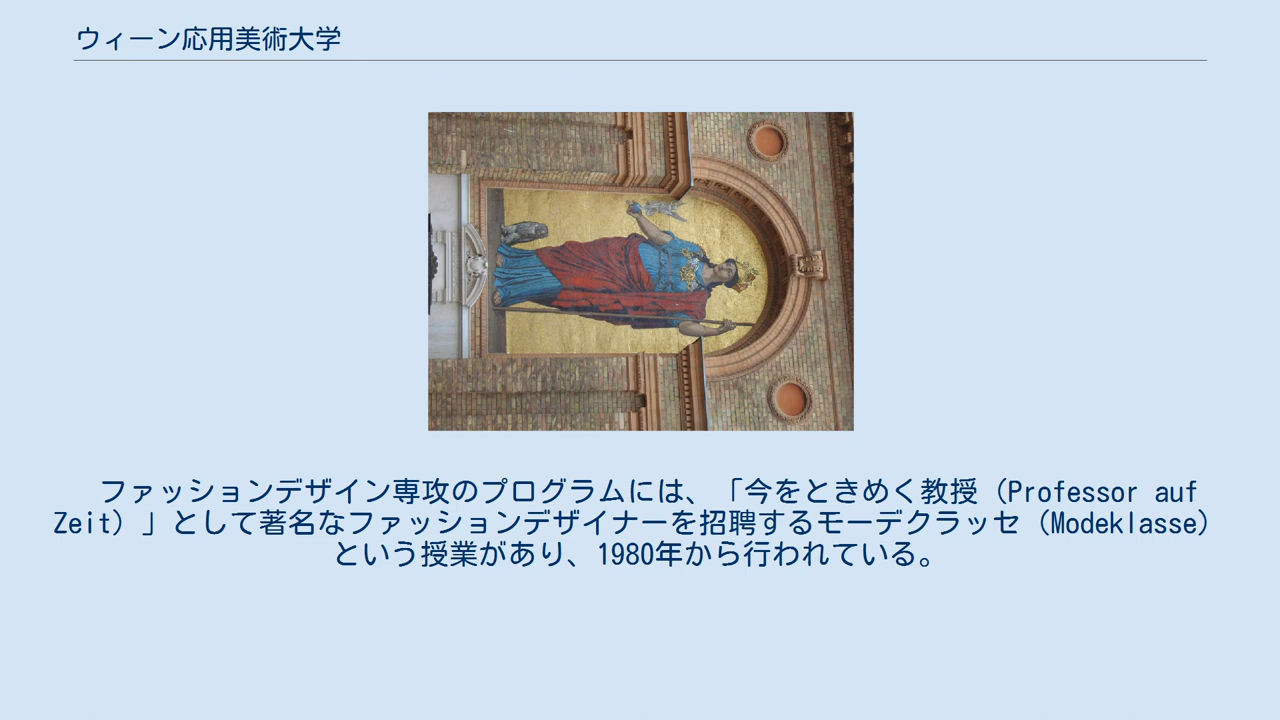 ウィーン応用美術大学
ファッションデザイン専攻のプログラムには、「今をときめく教授（Professor auf
Zeit）」として著名なファッションデザイナーを招聘するモーデクラッセ（Modeklasse）
という授業があり、1980年から行われている。